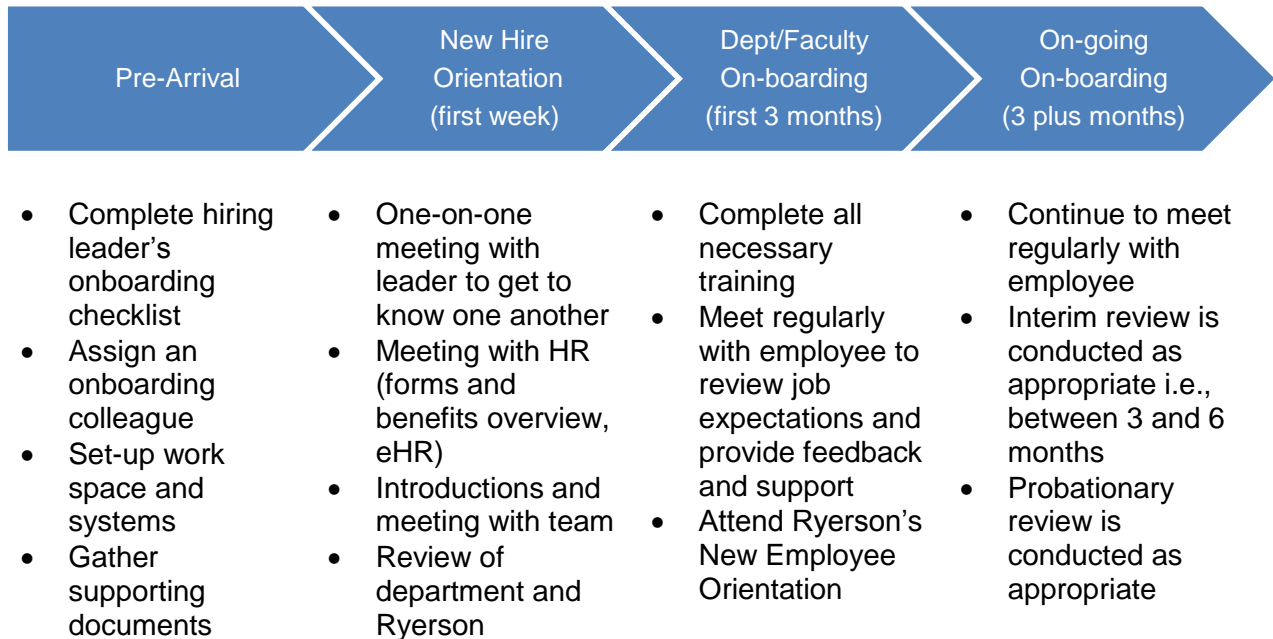 Pre-Arrival
New Hire
Orientation
(first week)
Dept/Faculty
On-boarding
(first 3 months)
On-going
On-boarding
(3 plus months)
• Complete hiring
leader's
onboarding
checklist
• Assign an
onboarding
colleague
• Set-up work
space and
systems
• Gather
supporting
documents
• One-on-one
meeting with
leader to get to
know one another
• Meeting with HR
(forms and
benefits overview,
eHR)
• Introductions and
meeting with team
• Review of
department and
Ryerson
• Complete all
necessary
training
• Meet regularly
with employee to
review job
expectations and
provide feedback
and support
• Attend Ryerson's
New Employee
Orientation
• Continue to meet
regularly with
employee
• Interim review is
conducted as
appropriate i.e.,
between 3 and 6
months
• Probationary
review is
conducted as
appropriate